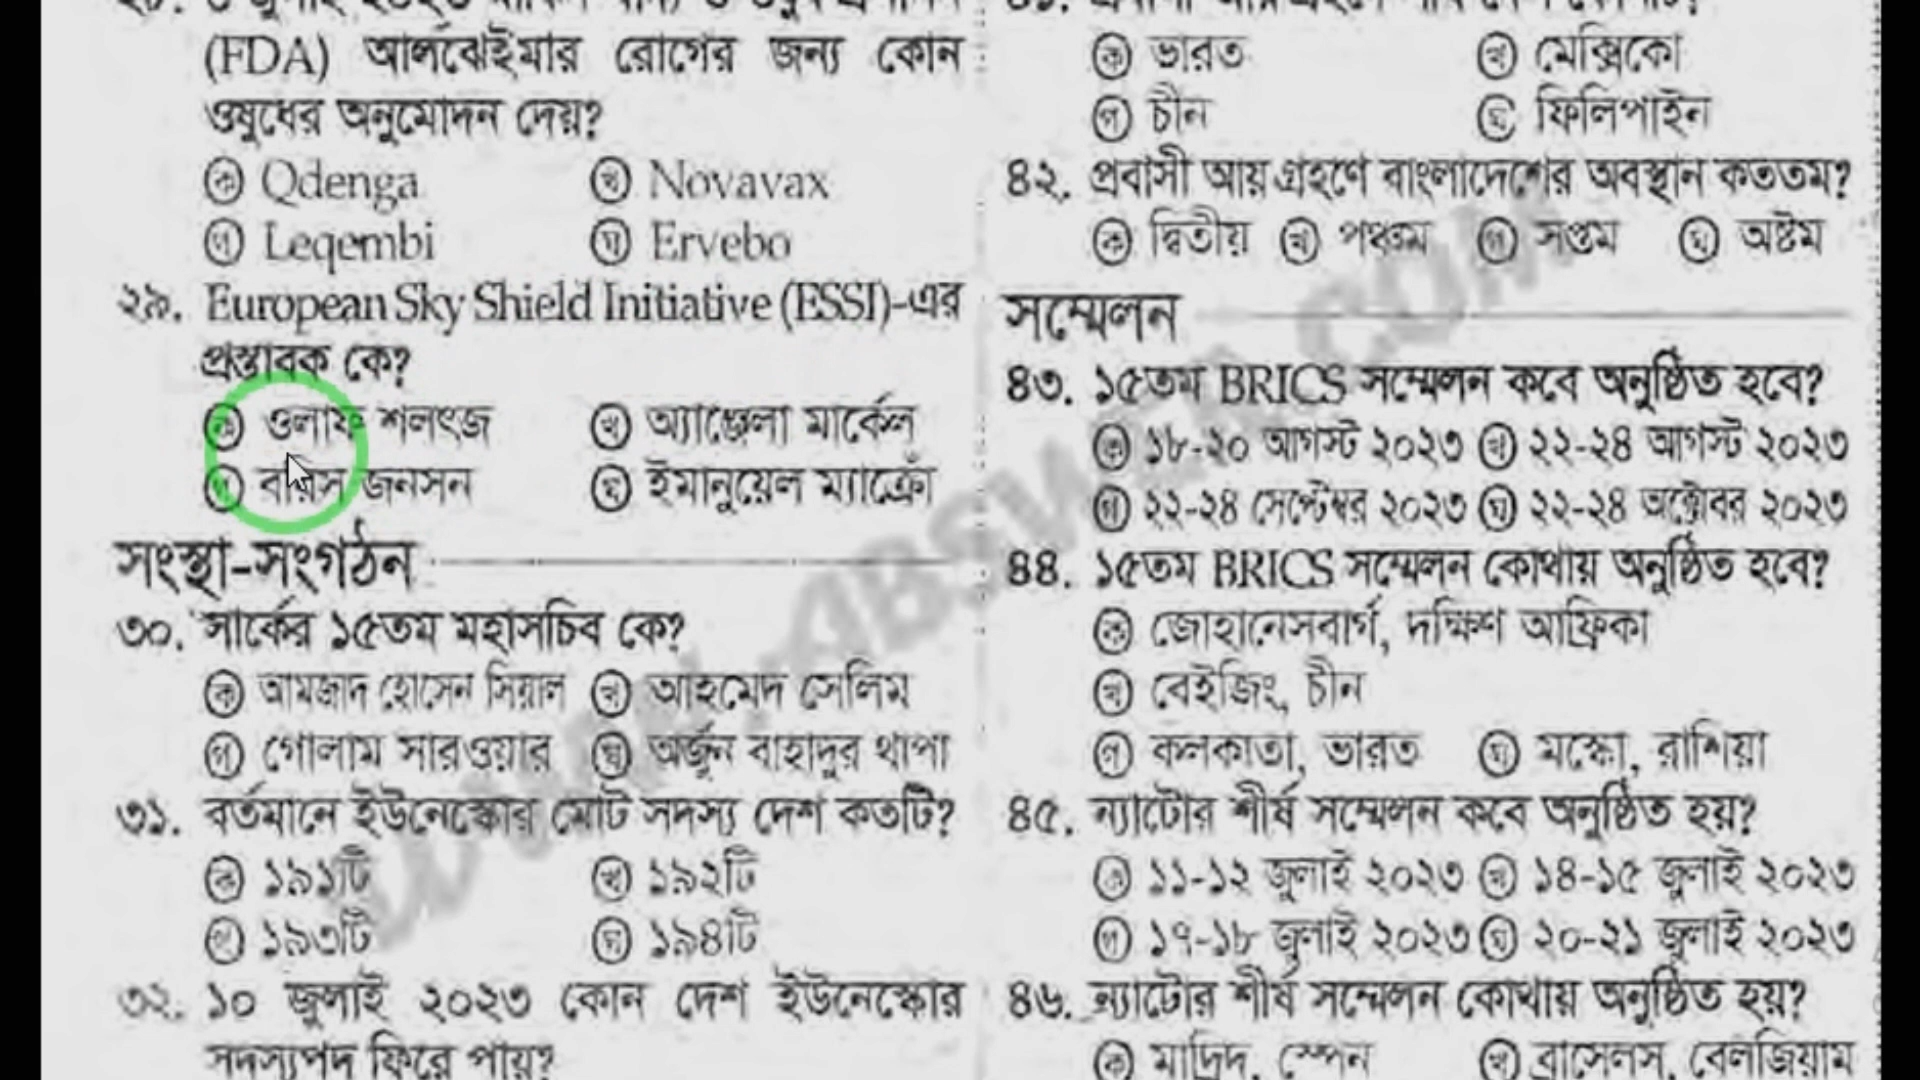 (FDA) আলঝেইমার রোগের জন্য কোন
ওষুধের অনুমোদন দেয়?
ক Qdenga খ Novavax
গ Leqembi ঘ Ervebo
২৯. European Sky Shield Initiative (ESSI)-এর
প্রস্তাবক কে?
ক ওলাফ শলৎজ খ অ্যাঞ্জেলা মার্কেল
গ বরিস জনসন ঘ ইমানুয়েল ম্যাক্রোঁ
সংস্থা-সংগঠন
৩০. সার্কের ১৫তম মহাসচিব কে?
ক আমজাদ হোসেন সিয়াল খ আহমেদ সেলিম
গ গোলাম সারওয়ার ঘ অর্জুন বাহাদুর থাপা
৩১. বর্তমানে ইউনেস্কোর মোট সদস্য দেশ কতটি?
ক ১৯১টি খ ১৯২টি
গ ১৯৩টি ঘ ১৯৪টি
৩২. ১০ জুলাই ২০২৩ কোন দেশ ইউনেস্কোর
সদস্যপদ ফিরে পায়?
ক ভারত খ মেক্সিকো
গ চীন ঘ ফিলিপাইন
৪২. প্রবাসী আয় গ্রহণে বাংলাদেশের অবস্থান কততম?
ক দ্বিতীয় খ পঞ্চম গ সপ্তম ঘ অষ্টম
সম্মেলন
৪৩. ১৫তম BRICS সম্মেলন কবে অনুষ্ঠিত হবে?
ক ১৮-২০ আগস্ট ২০২৩ খ ২২-২৪ আগস্ট ২০২৩
গ ২২-২৪ সেপ্টেম্বর ২০২৩ ঘ ২২-২৪ অক্টোবর ২০২৩
৪৪. ১৫তম BRICS সম্মেলন কোথায় অনুষ্ঠিত হবে?
ক জোহানেসবার্গ, দক্ষিণ আফ্রিকা
খ বেইজিং, চীন
গ কলকাতা, ভারত ঘ মস্কো, রাশিয়া
৪৫. ন্যাটোর শীর্ষ সম্মেলন কবে অনুষ্ঠিত হয়?
ক ১১-১২ জুলাই ২০২৩ খ ১৪-১৫ জুলাই ২০২৩
গ ১৭-১৮ জুলাই ২০২৩ ঘ ২০-২১ জুলাই ২০২৩
৪৬. ন্যাটোর শীর্ষ সম্মেলন কোথায় অনুষ্ঠিত হয়?
ক মাদ্রিদ, স্পেন খ ব্রাসেলস, বেলজিয়াম